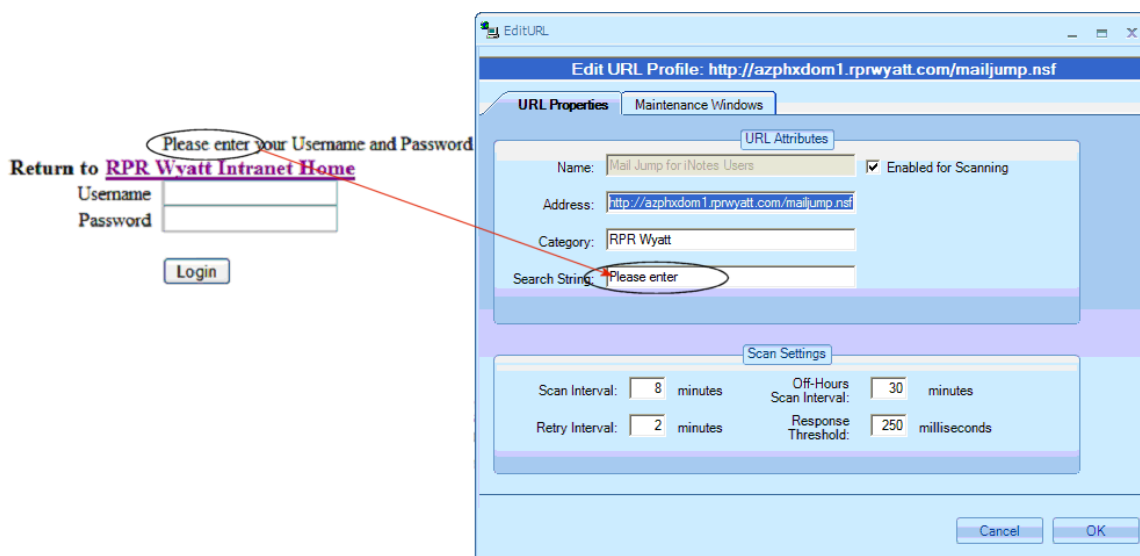 Please enter your Username and Password
Return to RPR Wyatt Intranet Home
Username
Password
Login
EditURL
Edit URL Profile: http://azphxdom1.rprwyatt.com/mailjump.nsf
URL Properties
Maintenance Windows
URL Attributes
Name: Mail Jump for iNotes Users
Enabled for Scanning
Address: http://azphxdom1.rprwyatt.com/mailjump.nsf
Category: RPR Wyatt
Search String: Please enter
Scan Settings
Scan Interval: 8 minutes
Off-Hours
Scan Interval: 30 minutes
Retry Interval: 2 minutes
Response
Threshold: 250 milliseconds
Cancel
OK